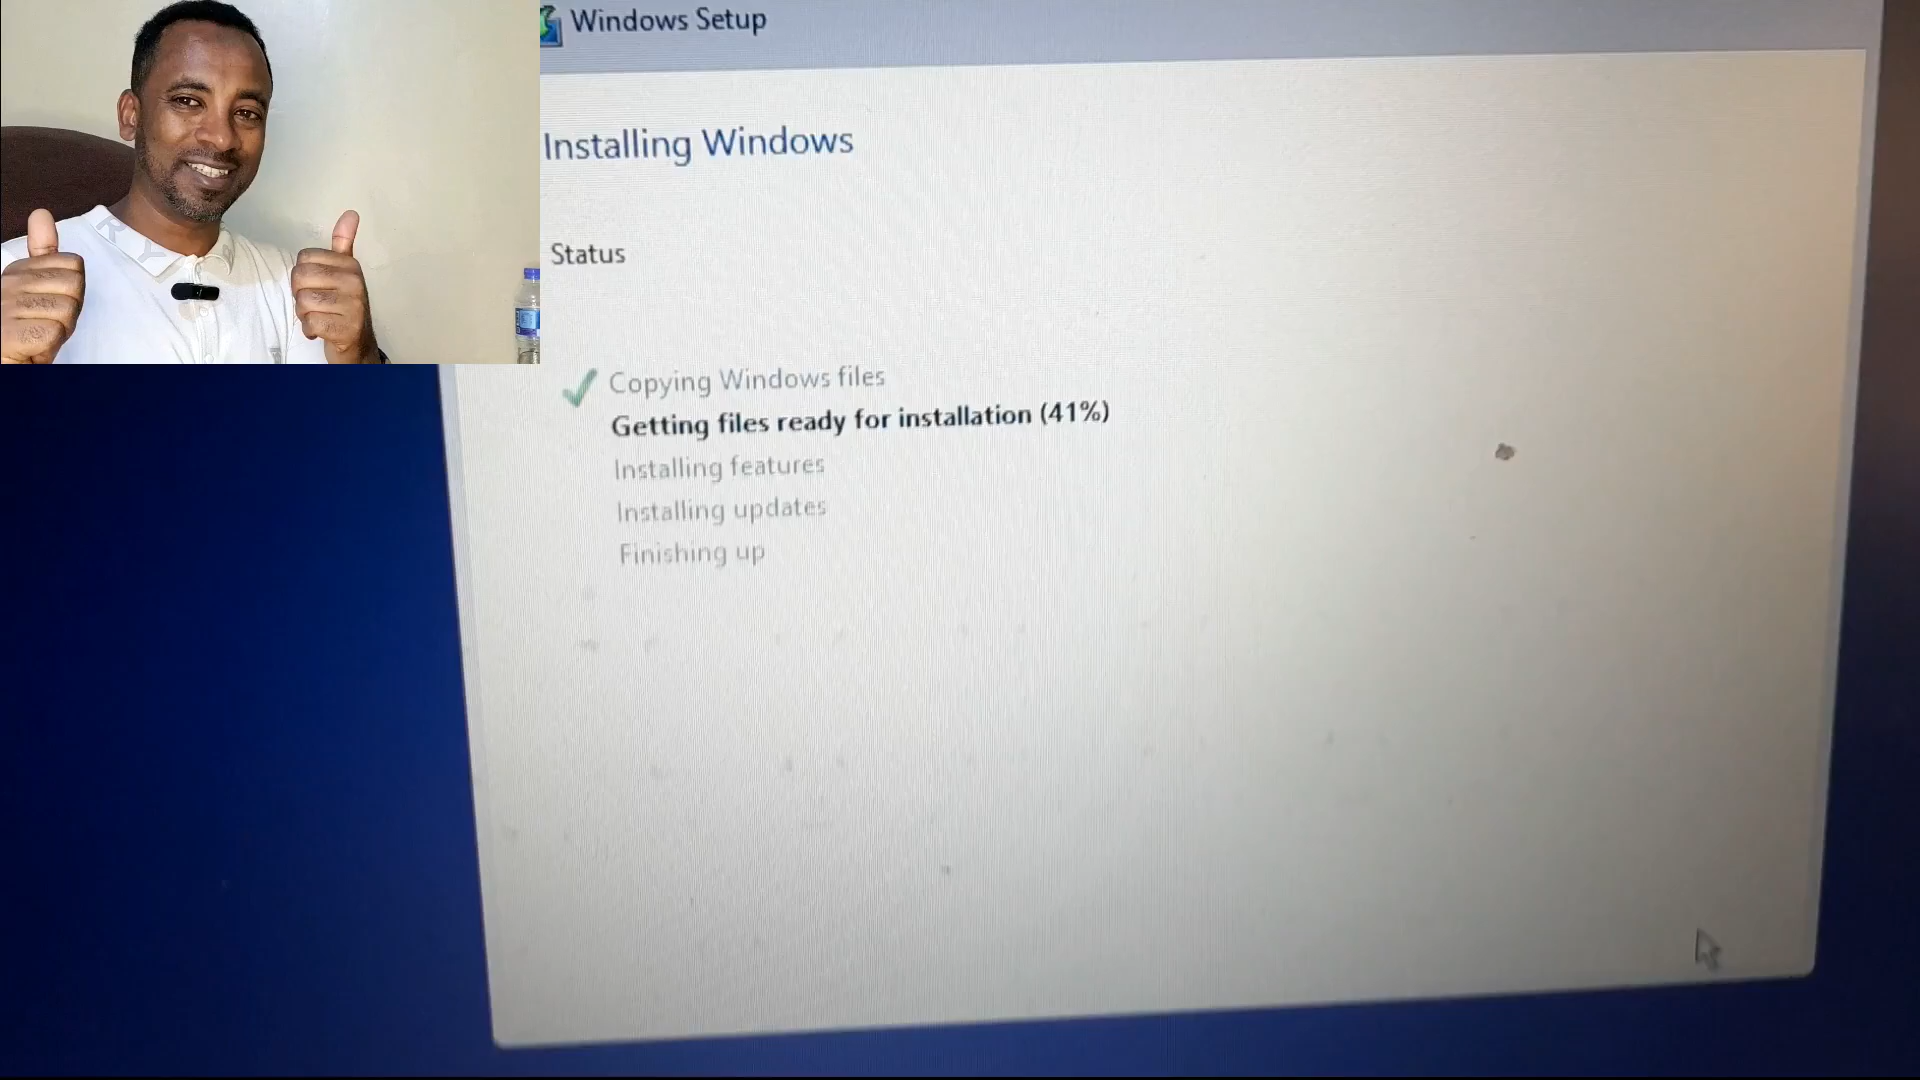 Windows Setup
Installing Windows
Status
Copying Windows files
Getting files ready for installation (41%)
Installing features
Installing updates
Finishing up